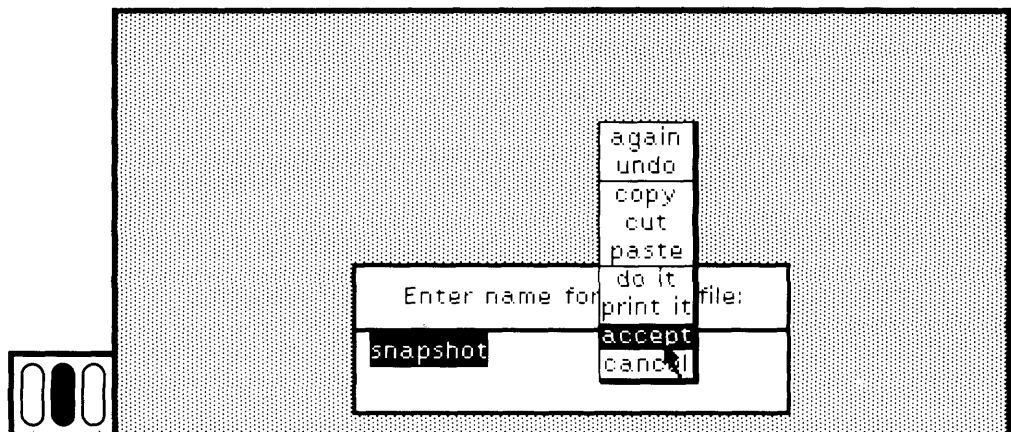 again
undo
copy
cut
paste
do it
print it
accept
cancel
Enter name for file:
snapshot